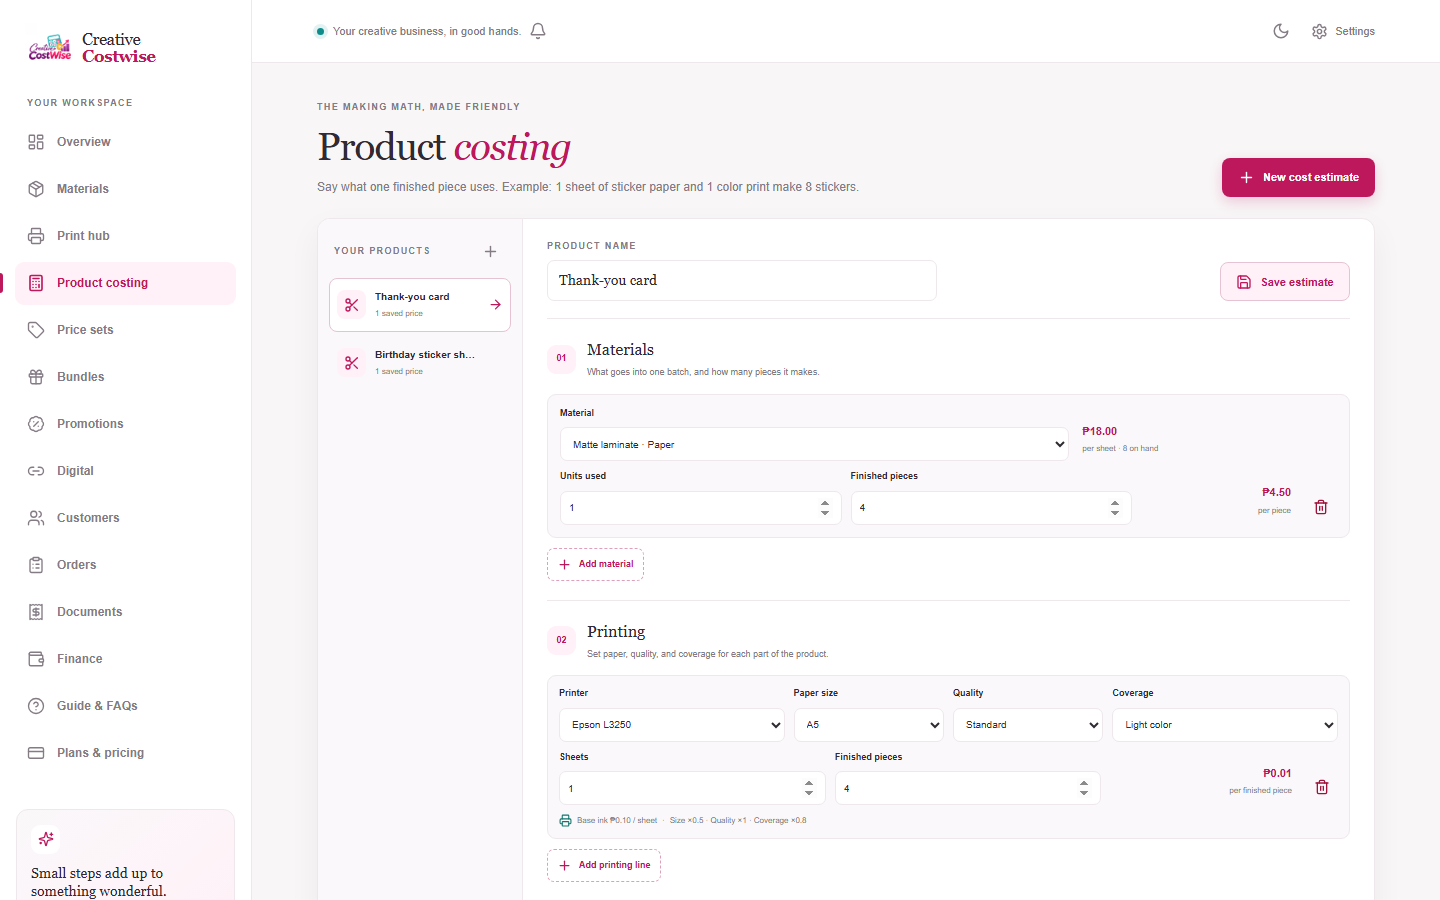 Creative
Costwise
YOUR WORKSPACE
Overview
Materials
Print hub
Product costing
Price sets
Bundles
Promotions
Digital
Customers
Orders
Documents
Finance
Guide & FAQs
Plans & pricing
Small steps add up to
something wonderful.
Your creative business, in good hands.
Settings
THE MAKING MATH, MADE FRIENDLY
Product costing
Say what one finished piece uses. Example: 1 sheet of sticker paper and 1 color print make 8 stickers.
New cost estimate
YOUR PRODUCTS
Thank-you card
1 saved price
Birthday sticker sh...
1 saved price
PRODUCT NAME
Thank-you card
Save estimate
01
Materials
What goes into one batch, and how many pieces it makes.
Material
Matte laminate · Paper
₱18.00
per sheet · 8 on hand
Units used
Finished pieces
1
4
₱4.50
per piece
Add material
02
Printing
Set paper, quality, and coverage for each part of the product.
Printer
Paper size
Quality
Coverage
Epson L3250
A5
Standard
Light color
Sheets
Finished pieces
1
4
₱0.01
per finished piece
Base ink ₱0.10 / sheet · Size ×0.5 · Quality ×1 · Coverage ×0.8
Add printing line